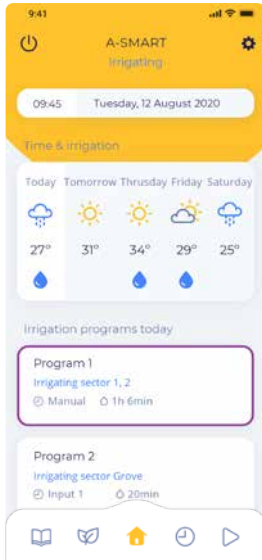 9:41
A-SMART
Irrigating
09:45 Tuesday, 12 August 2020
Time & irrigation
Today Tomorrow Thrusday Friday Saturday
27° 31° 34° 29° 25°
Irrigation programs today
Program 1
Irrigating sector 1, 2
Manual 1h 6min
Program 2
Irrigating sector Grove
Input 1 20min